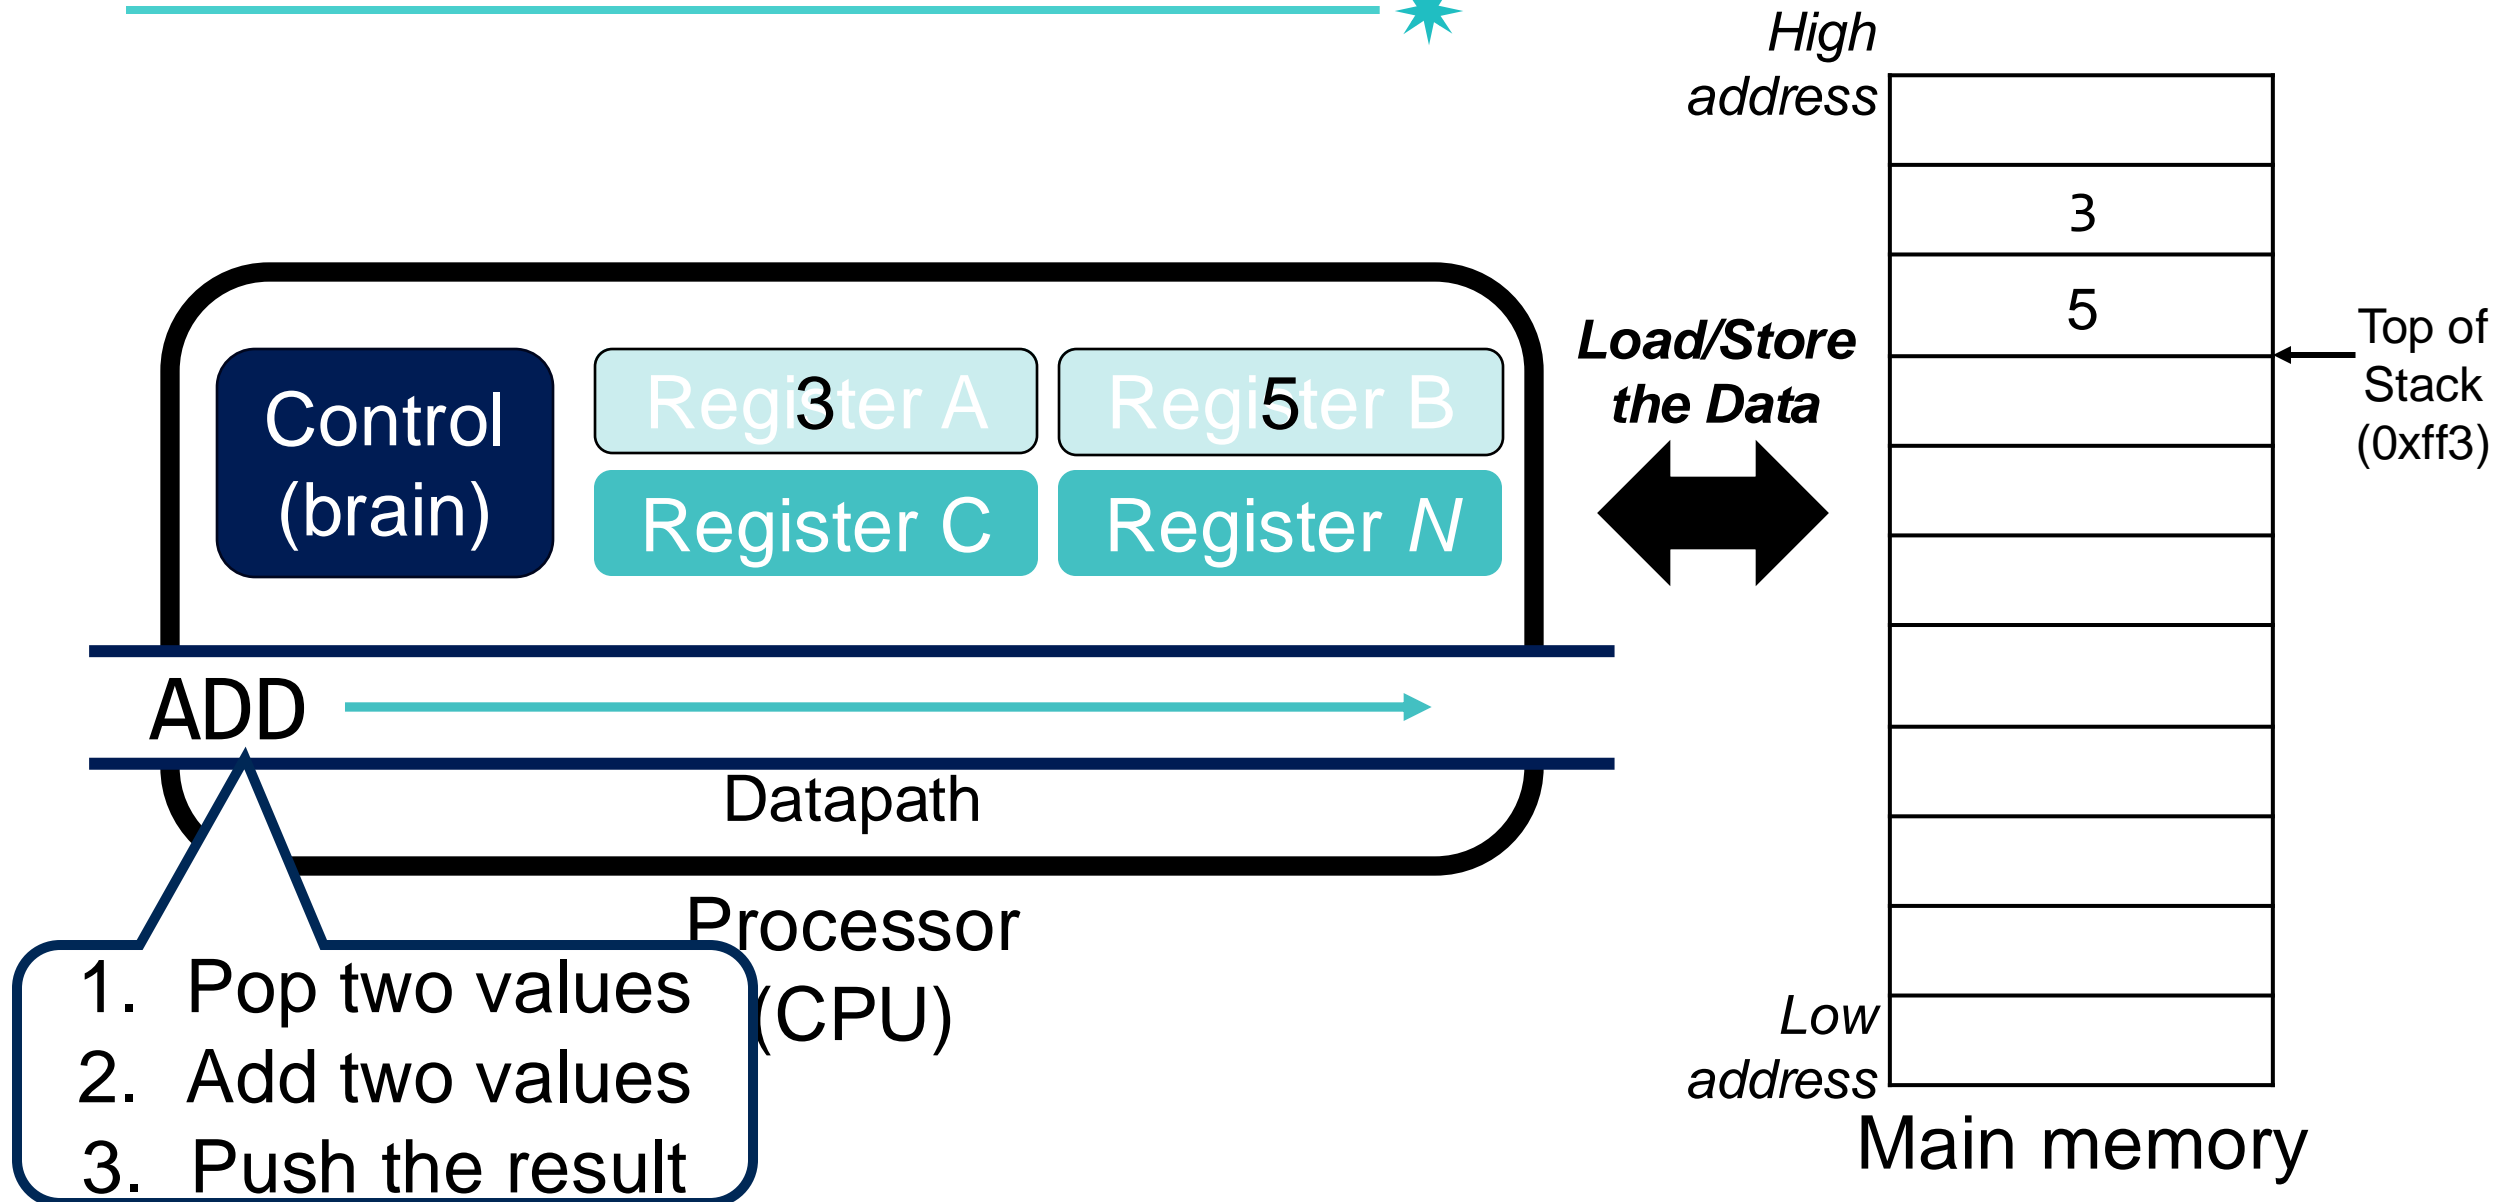 High
address
3
5
Top of
Stack
(0xff3)
Load/Store
the Data
Control
(brain)
Register A
3
Register B
5
Register C
Register N
ADD
Datapath
Processor
(CPU)
1. Pop two values
2. Add two values
3. Push the result
Low
address
Main memory